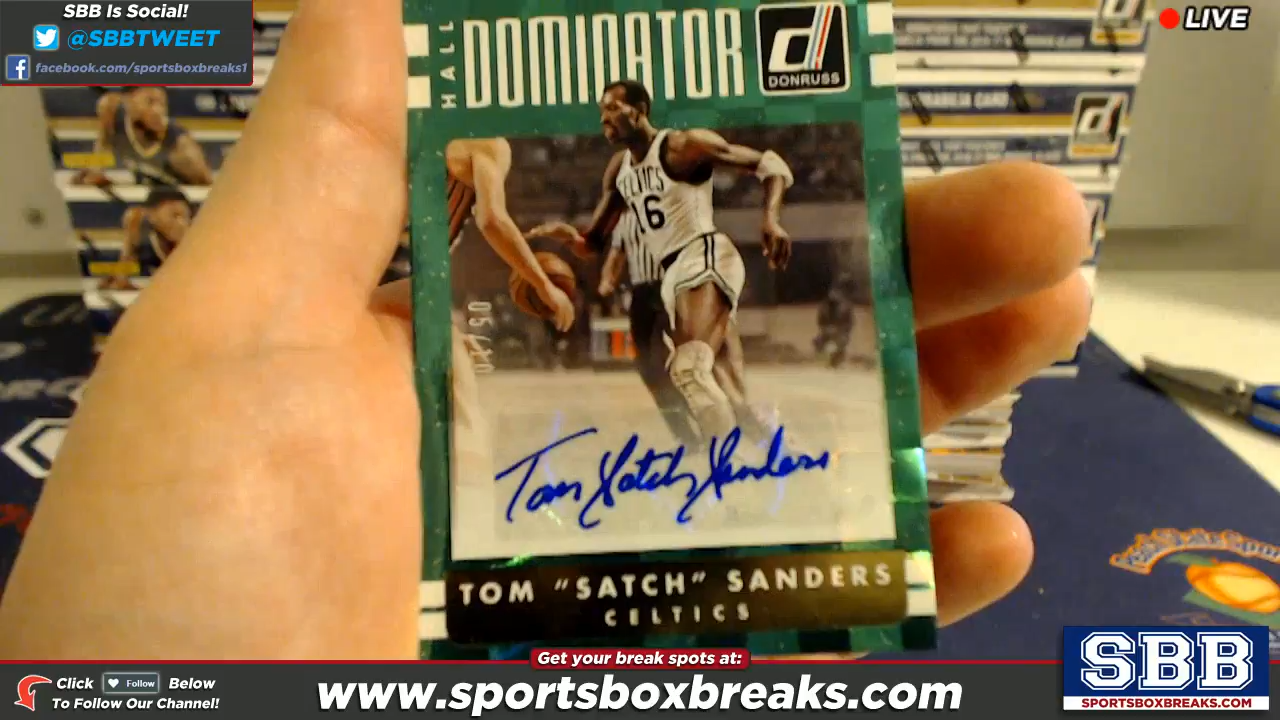 SBB Is Social!
@SBBTWEET
facebook.com/sportsboxbreaks1
LIVE
HALL
DOMINATOR
d
DONRUSS
CELTICS
16
Tom Satch Sanders
TOM "SATCH" SANDERS
CELTICS
Get your break spots at:
Click Follow Below
To Follow Our Channel!
www.sportsboxbreaks.com
SBB
SPORTSBOXBREAKS.COM